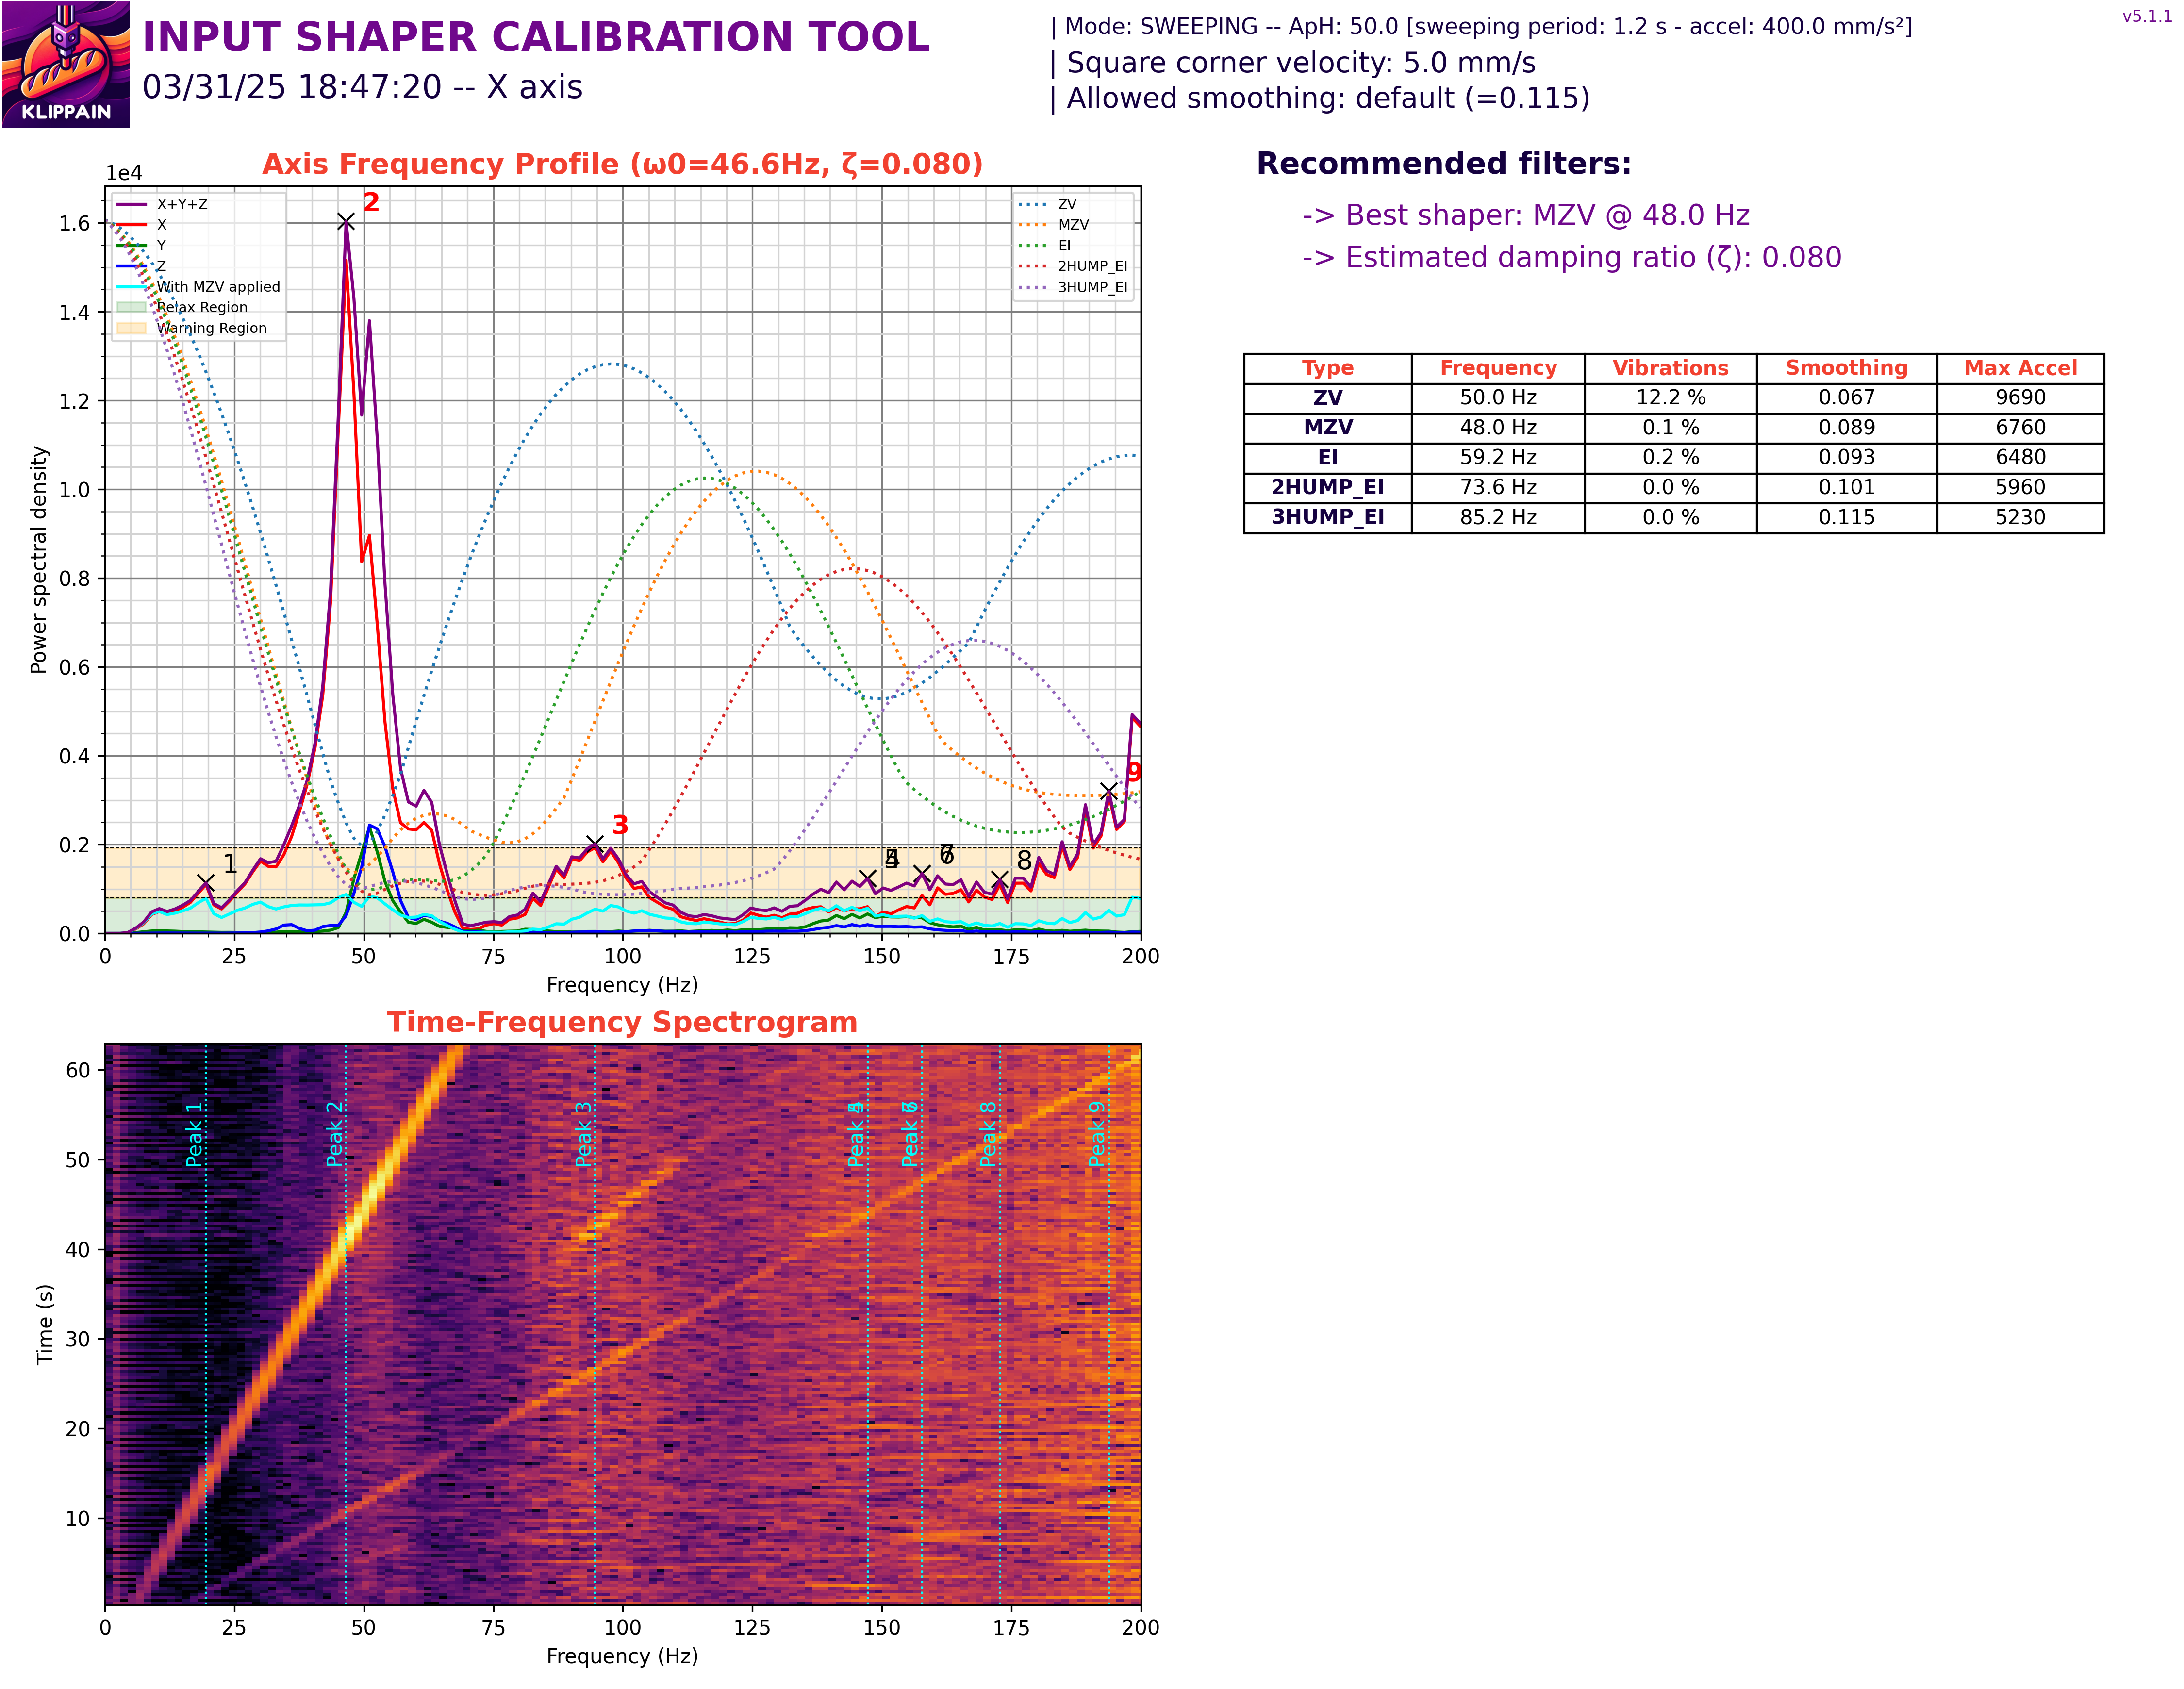 KLIPPAIN
INPUT SHAPER CALIBRATION TOOL
03/31/25 18:47:20 -- X axis
| Mode: SWEEPING -- ApH: 50.0 [sweeping period: 1.2 s - accel: 400.0 mm/s²]
| Square corner velocity: 5.0 mm/s
| Allowed smoothing: default (=0.115)
v5.1.1
Axis Frequency Profile (ω0=46.6Hz, ζ=0.080)
1e4
X+Y+Z
X
Y
Z
With MZV applied
Relax Region
Warning Region
ZV
MZV
EI
2HUMP_EI
3HUMP_EI
1.6
1.4
1.2
1.0
0.8
0.6
0.4
0.2
0.0
Power spectral density
1
2
3
8
9
0 25 50 75 100 125 150 175 200
Frequency (Hz)
Recommended filters:
-> Best shaper: MZV @ 48.0 Hz
-> Estimated damping ratio (ζ): 0.080
Type Frequency Vibrations Smoothing Max Accel
ZV 50.0 Hz 12.2 % 0.067 9690
MZV 48.0 Hz 0.1 % 0.089 6760
EI 59.2 Hz 0.2 % 0.093 6480
2HUMP_EI 73.6 Hz 0.0 % 0.101 5960
3HUMP_EI 85.2 Hz 0.0 % 0.115 5230
Time-Frequency Spectrogram
60
50
40
30
20
10
Time (s)
Peak 1
Peak 2
Peak 3
Peak
Peak
Peak 8
Peak 9
0 25 50 75 100 125 150 175 200
Frequency (Hz)